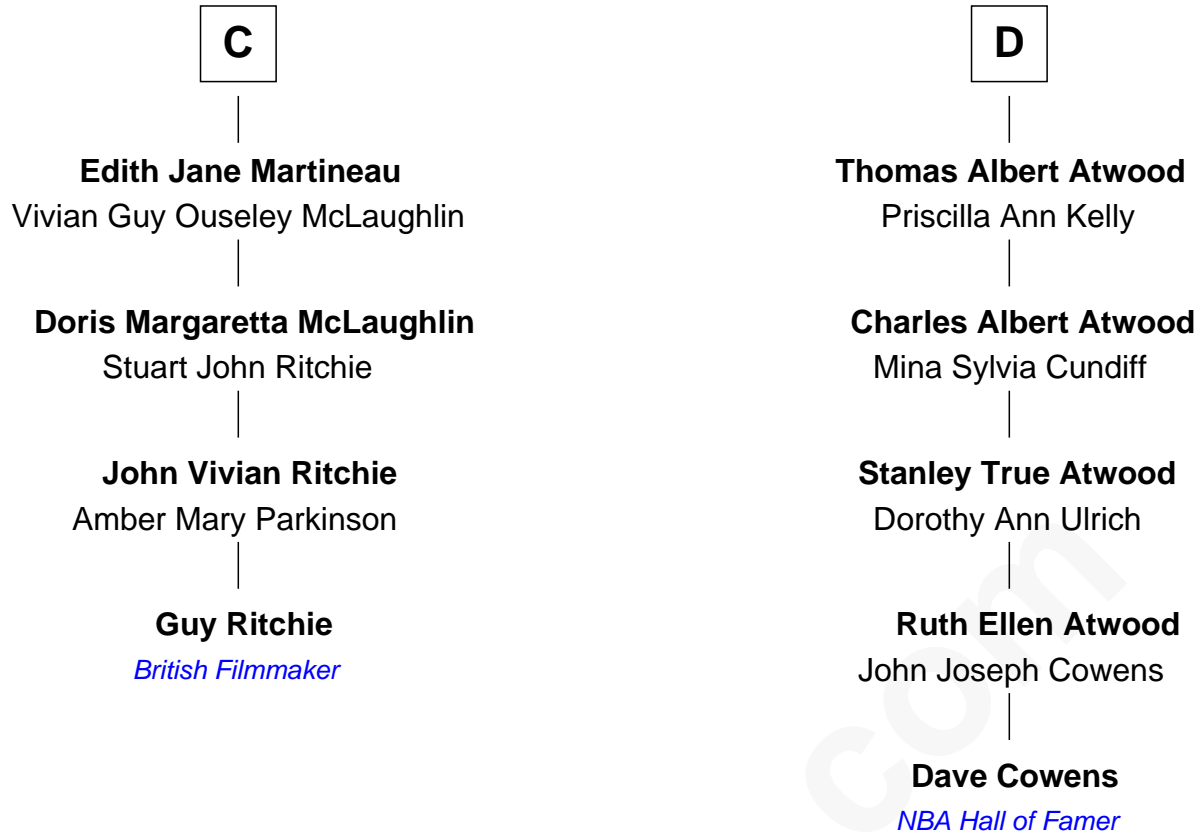 C
Edith Jane Martineau
Vivian Guy Ouseley McLaughlin
Doris Margaretta McLaughlin
Stuart John Ritchie
John Vivian Ritchie
Amber Mary Parkinson
Guy Ritchie
British Filmmaker
D
Thomas Albert Atwood
Priscilla Ann Kelly
Charles Albert Atwood
Mina Sylvia Cundiff
Stanley True Atwood
Dorothy Ann Ulrich
Ruth Ellen Atwood
John Joseph Cowens
Dave Cowens
NBA Hall of Famer
com